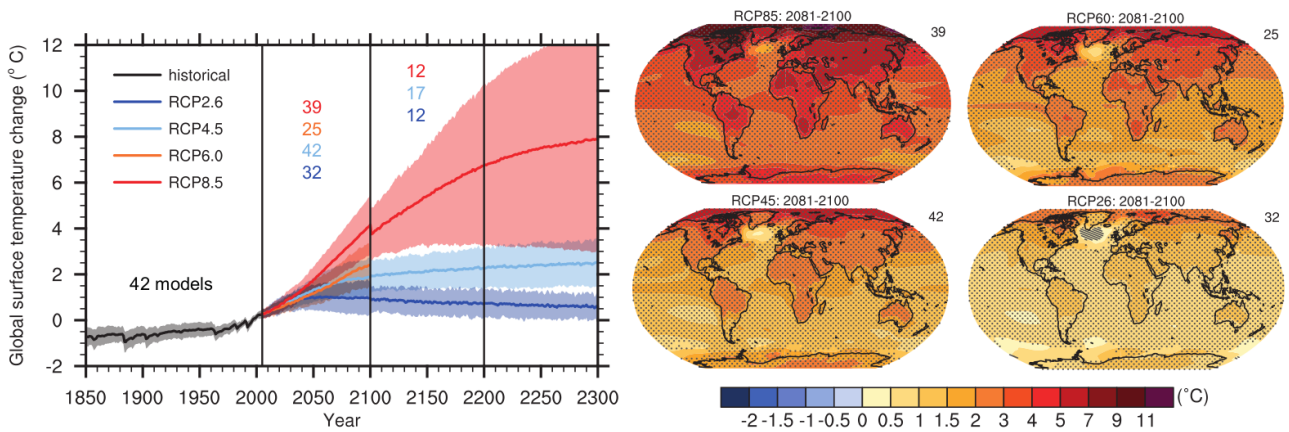 Global surface temperature change (° C)
12
10
8
6
4
2
0
-2
historical
RCP2.6
RCP4.5
RCP6.0
RCP8.5
39
25
42
32
12
17
12
42 models
1850 1900 1950 2000 2050 2100 2150 2200 2250 2300
Year
RCP85: 2081-2100
39
RCP60: 2081-2100
25
RCP45: 2081-2100
42
RCP26: 2081-2100
32
(°C)
-2 -1.5 -1 -0.5 0 0.5 1 1.5 2 3 4 5 7 9 11